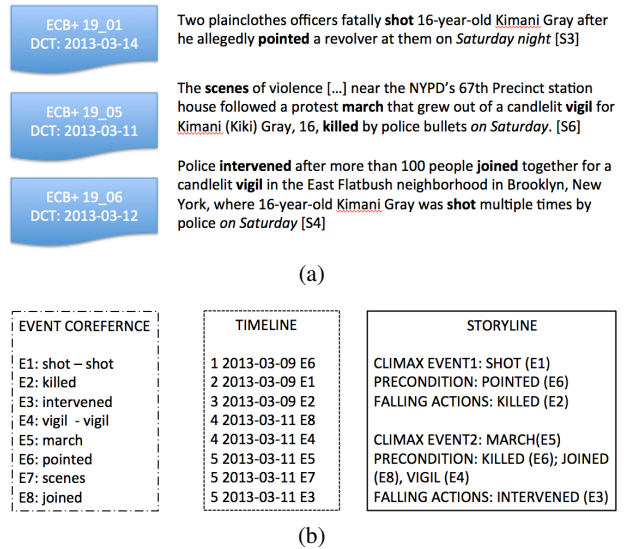 ECB+ 19_01
DCT: 2013-03-14
Two plainclothes officers fatally shot 16-year-old Kimani Gray after
he allegedly pointed a revolver at them on Saturday night [S3]
ECB+ 19_05
DCT: 2013-03-11
The scenes of violence […] near the NYPD’s 67th Precinct station
house followed a protest march that grew out of a candlelit vigil for
Kimani (Kiki) Gray, 16, killed by police bullets on Saturday. [S6]
ECB+ 19_06
DCT: 2013-03-12
Police intervened after more than 100 people joined together for a
candlelit vigil in the East Flatbush neighborhood in Brooklyn, New
York, where 16-year-old Kimani Gray was shot multiple times by
police on Saturday [S4]
(a)
EVENT COREFERNCE
E1: shot – shot
E2: killed
E3: intervened
E4: vigil - vigil
E5: march
E6: pointed
E7: scenes
E8: joined
TIMELINE
1 2013-03-09 E6
2 2013-03-09 E1
3 2013-03-09 E2
4 2013-03-11 E8
4 2013-03-11 E4
5 2013-03-11 E5
5 2013-03-11 E7
5 2013-03-11 E3
STORYLINE
CLIMAX EVENT1: SHOT (E1)
PRECONDITION: POINTED (E6)
FALLING ACTIONS: KILLED (E2)
CLIMAX EVENT2: MARCH(E5)
PRECONDITION: KILLED (E6); JOINED
(E8), VIGIL (E4)
FALLING ACTIONS: INTERVENED (E3)
(b)